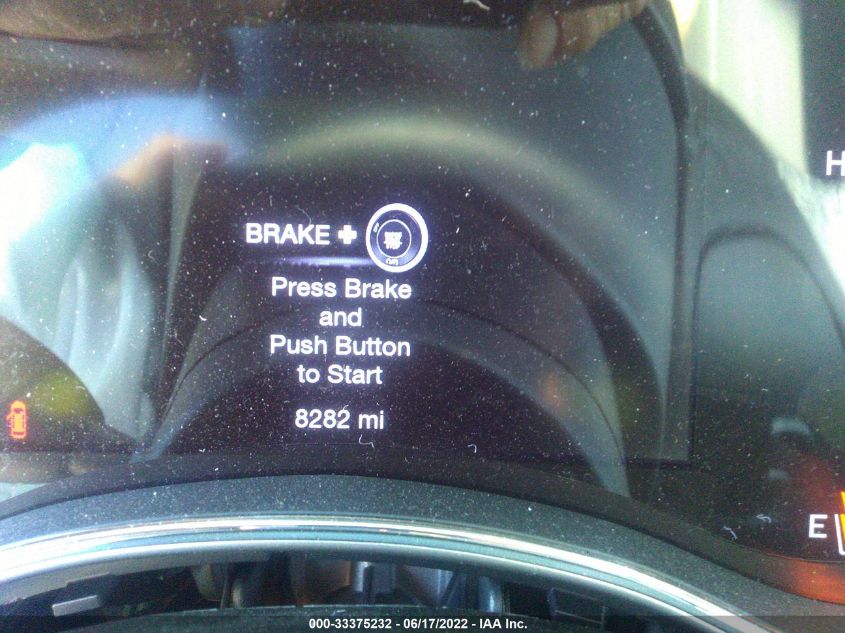 H
BRAKE +
Press Brake
and
Push Button
to Start
8282 mi
E
000-33375232 - 06/17/2022 - IAA Inc.